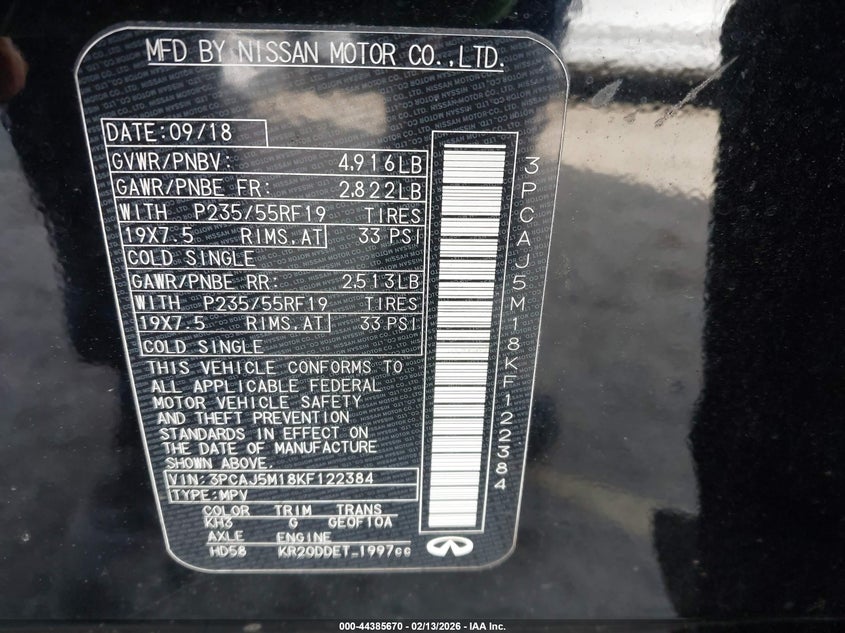 MFD BY NISSAN MOTOR CO.,LTD.
DATE:09/18
GVWR/PNBV: 4,916LB
GAWR/PNBE FR: 2,822LB
WITH P235/55RF19 TIRES
19X7.5 RIMS.AT 33 PSI
COLD SINGLE
GAWR/PNBE RR: 2,513LB
WITH P235/55RF19 TIRES
19X7.5 RIMS.AT 33 PSI
COLD SINGLE
THIS VEHICLE CONFORMS TO
ALL APPLICABLE FEDERAL
MOTOR VEHICLE SAFETY
AND THEFT PREVENTION
STANDARDS IN EFFECT ON
THE DATE OF MANUFACTURE
SHOWN ABOVE.
VIN:3PCAJ5M18KF122384
TYPE:MPV
COLOR TRIM TRANS
KH3 G GE0F10A
AXLE ENGINE
HD58 KR20DDET_1997cc
3PCAJ5M18KF122384
000-44385670 - 02/13/2026 - IAA Inc.